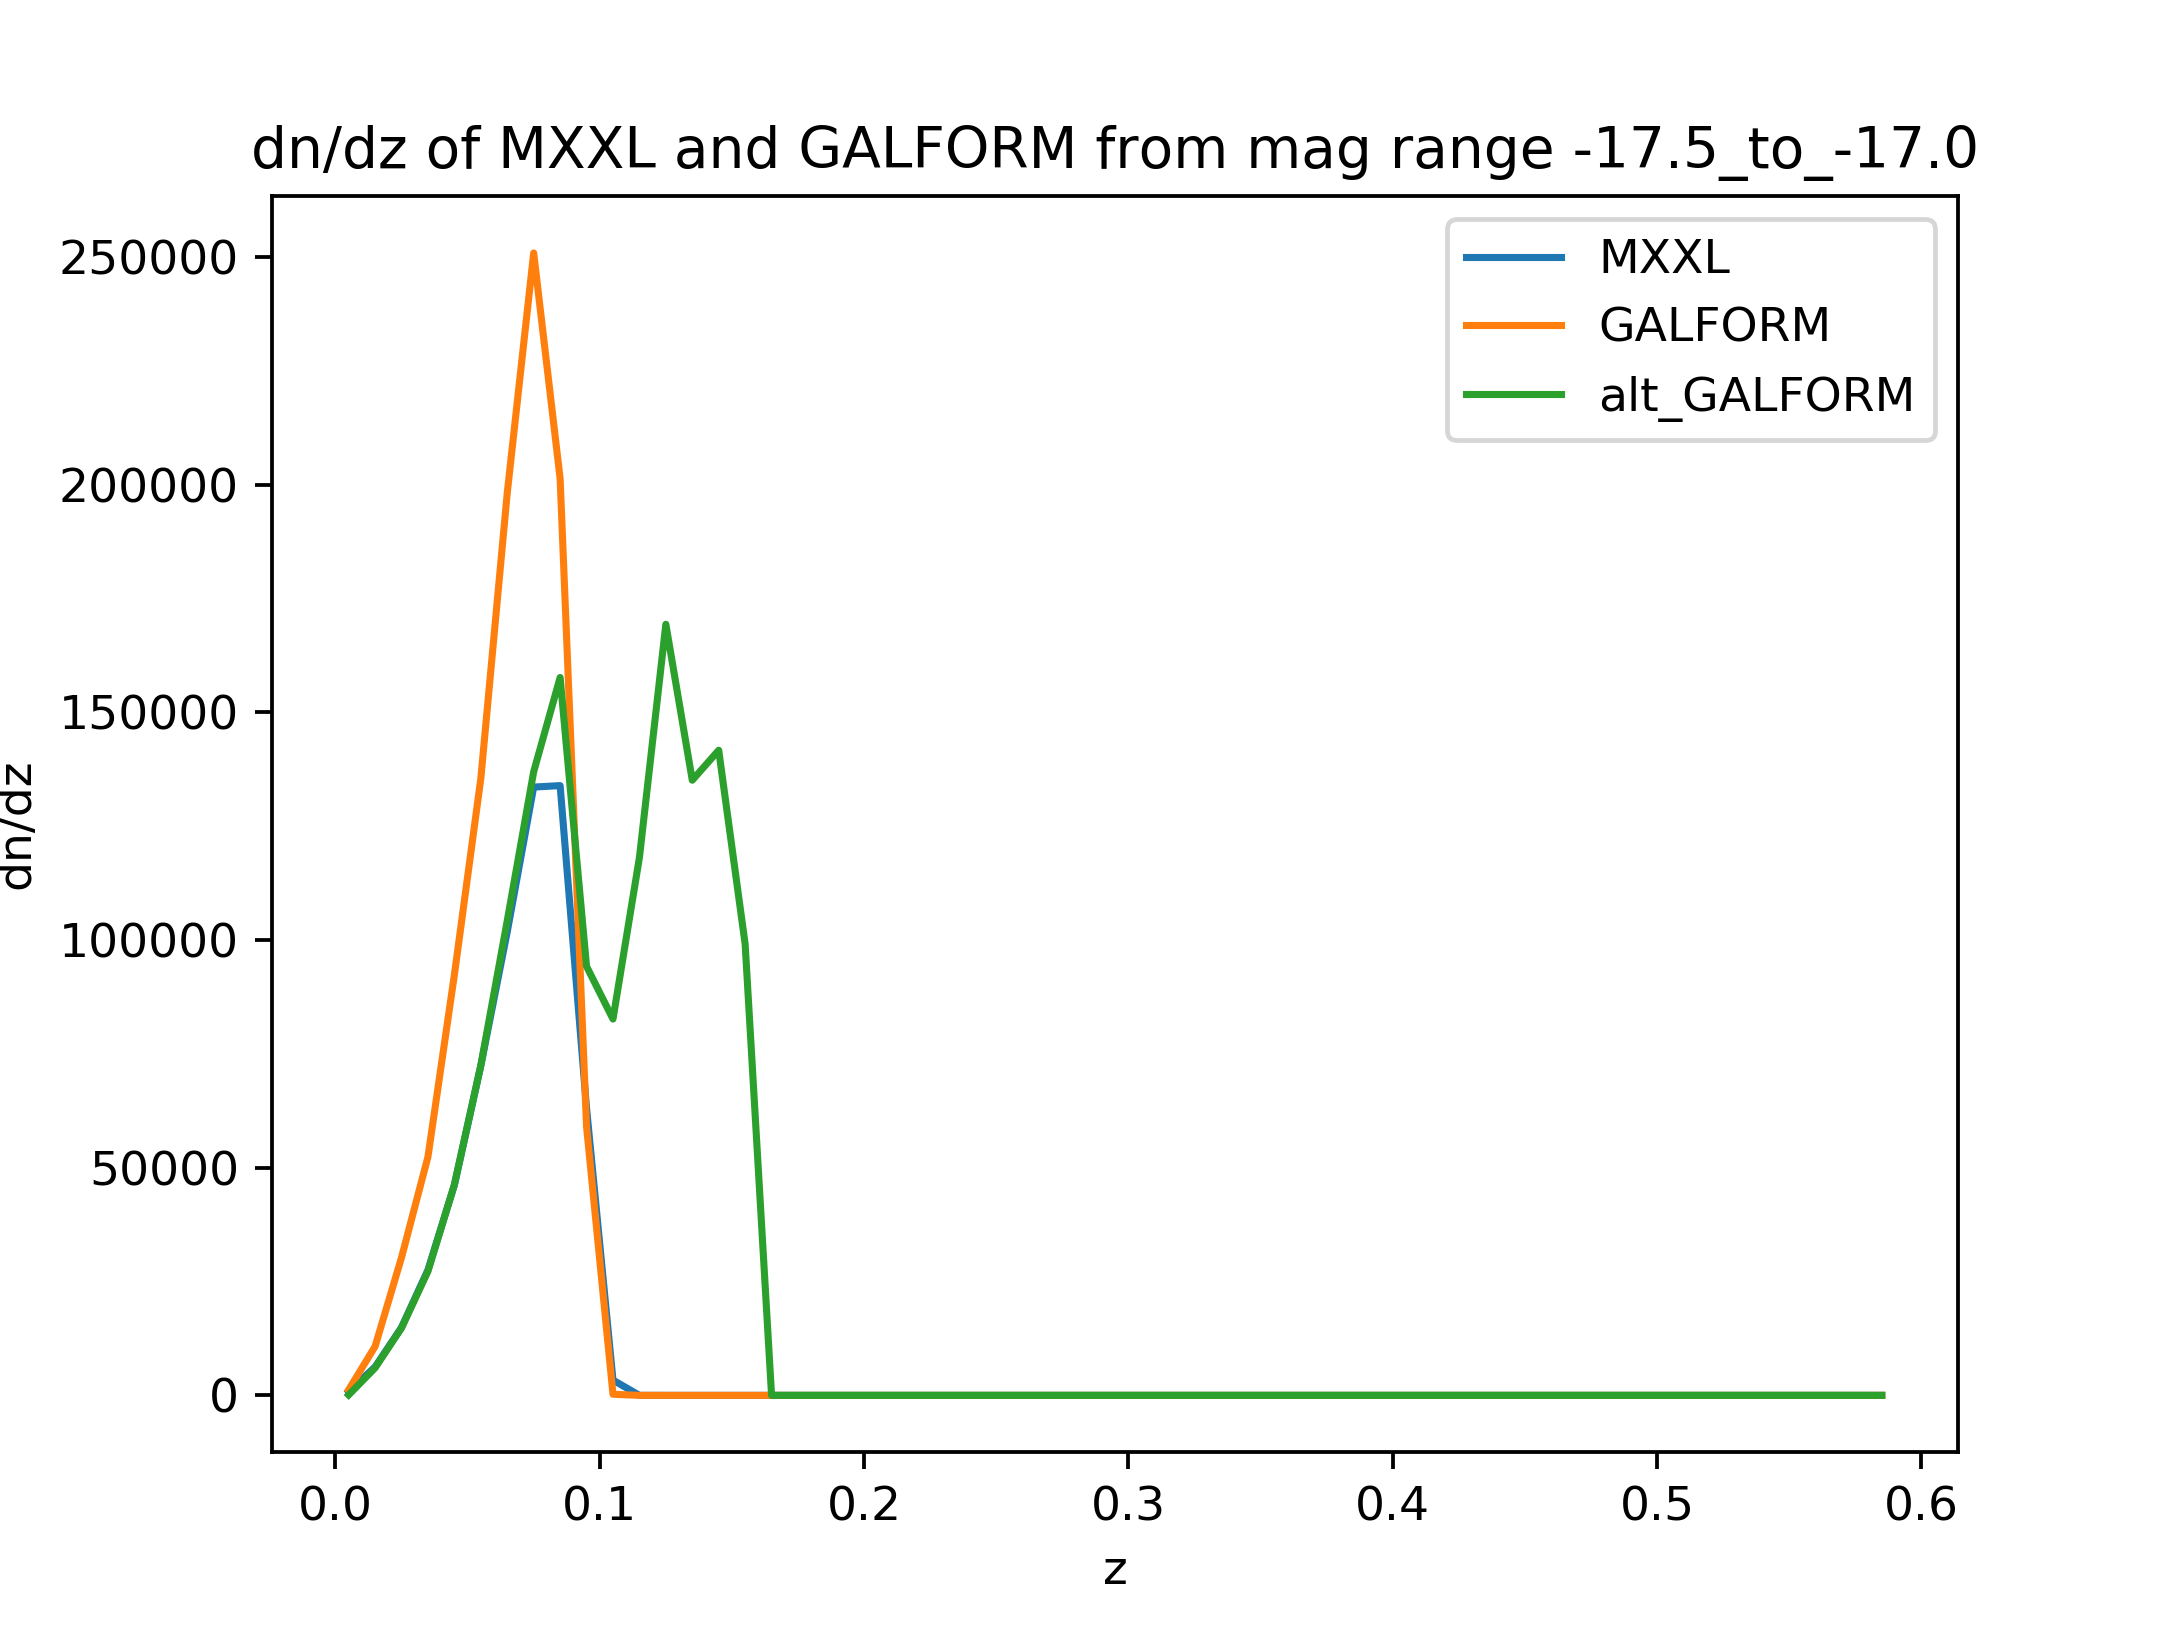 dn/dz of MXXL and GALFORM from mag range -17.5_to_-17.0
MXXL
GALFORM
alt_GALFORM
250000
200000
150000
100000
50000
0
dn/dz
0.0 0.1 0.2 0.3 0.4 0.5 0.6
z